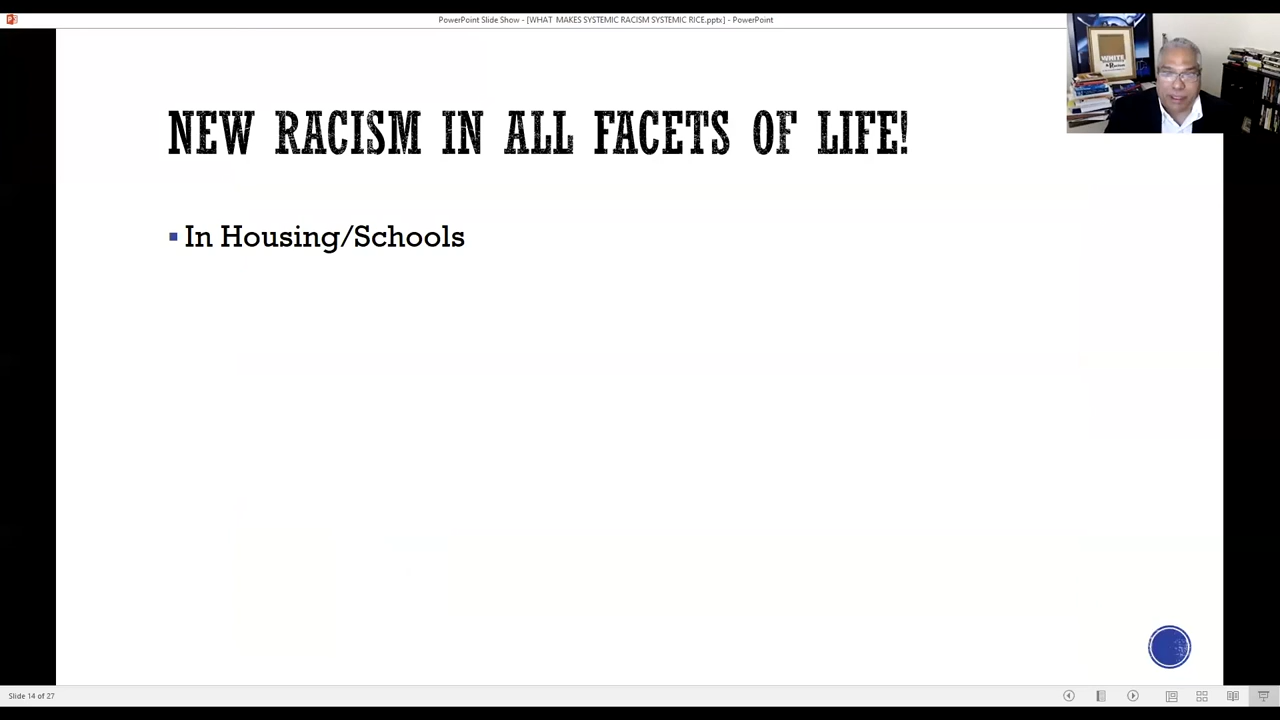 PowerPoint Slide Show - [WHAT MAKES SYSTEMIC RACISM SYSTEMIC RICE.pptx] - PowerPoint
WHITE
NEW RACISM IN ALL FACETS OF LIFE!
▪ In Housing/Schools
Slide 14 of 27